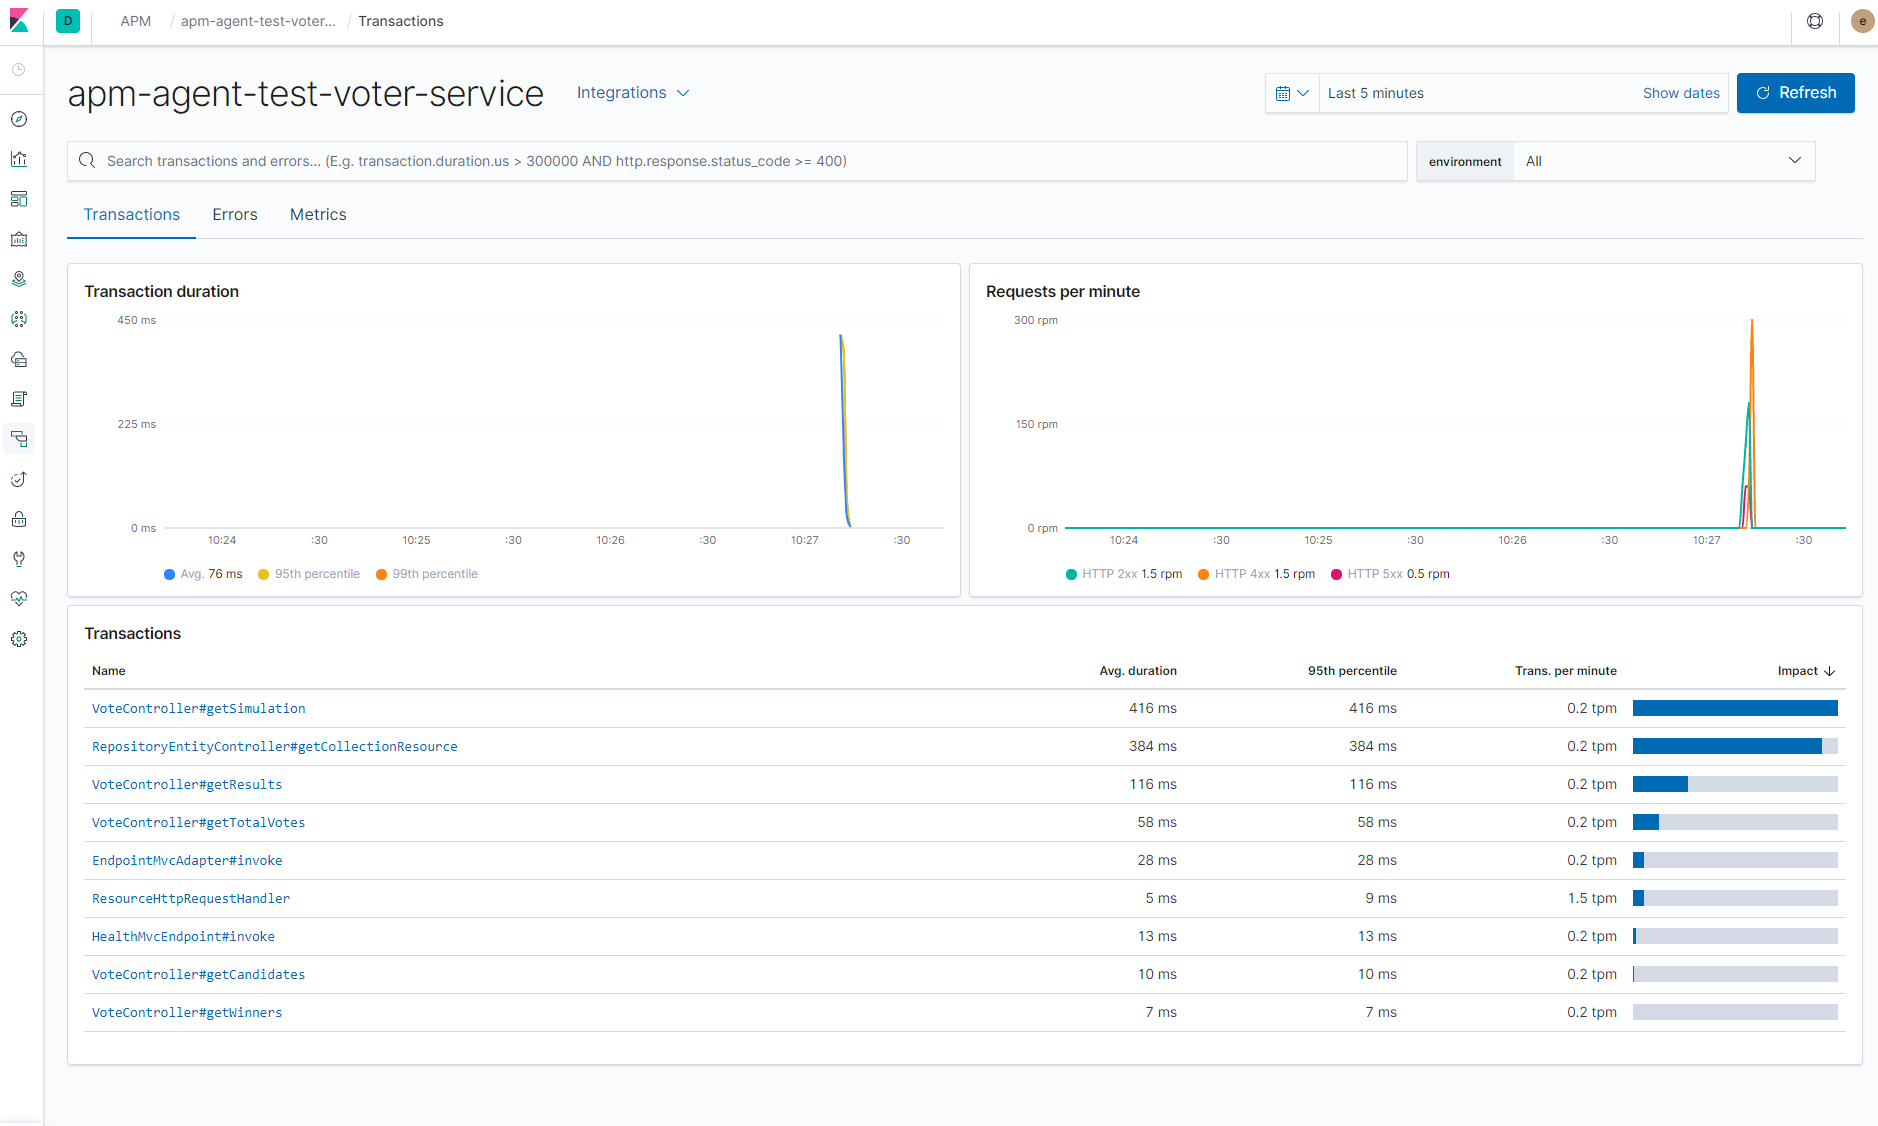 D APM / apm-agent-test-voter... / Transactions e
apm-agent-test-voter-service Integrations Last 5 minutes Show dates Refresh
Search transactions and errors... (E.g. transaction.duration.us > 300000 AND http.response.status_code >= 400) environment All
Transactions Errors Metrics
Transaction duration
450 ms
225 ms
0 ms
10:24 :30 10:25 :30 10:26 :30 10:27 :30
Avg. 76 ms 95th percentile 99th percentile
Requests per minute
300 rpm
150 rpm
0 rpm
10:24 :30 10:25 :30 10:26 :30 10:27 :30
HTTP 2xx 1.5 rpm HTTP 4xx 1.5 rpm HTTP 5xx 0.5 rpm
Transactions
Name Avg. duration 95th percentile Trans. per minute Impact
VoteController#getSimulation 416 ms 416 ms 0.2 tpm
RepositoryEntityController#getCollectionResource 384 ms 384 ms 0.2 tpm
VoteController#getResults 116 ms 116 ms 0.2 tpm
VoteController#getTotalVotes 58 ms 58 ms 0.2 tpm
EndpointMvcAdapter#invoke 28 ms 28 ms 0.2 tpm
ResourceHttpRequestHandler 5 ms 9 ms 1.5 tpm
HealthMvcEndpoint#invoke 13 ms 13 ms 0.2 tpm
VoteController#getCandidates 10 ms 10 ms 0.2 tpm
VoteController#getWinners 7 ms 7 ms 0.2 tpm